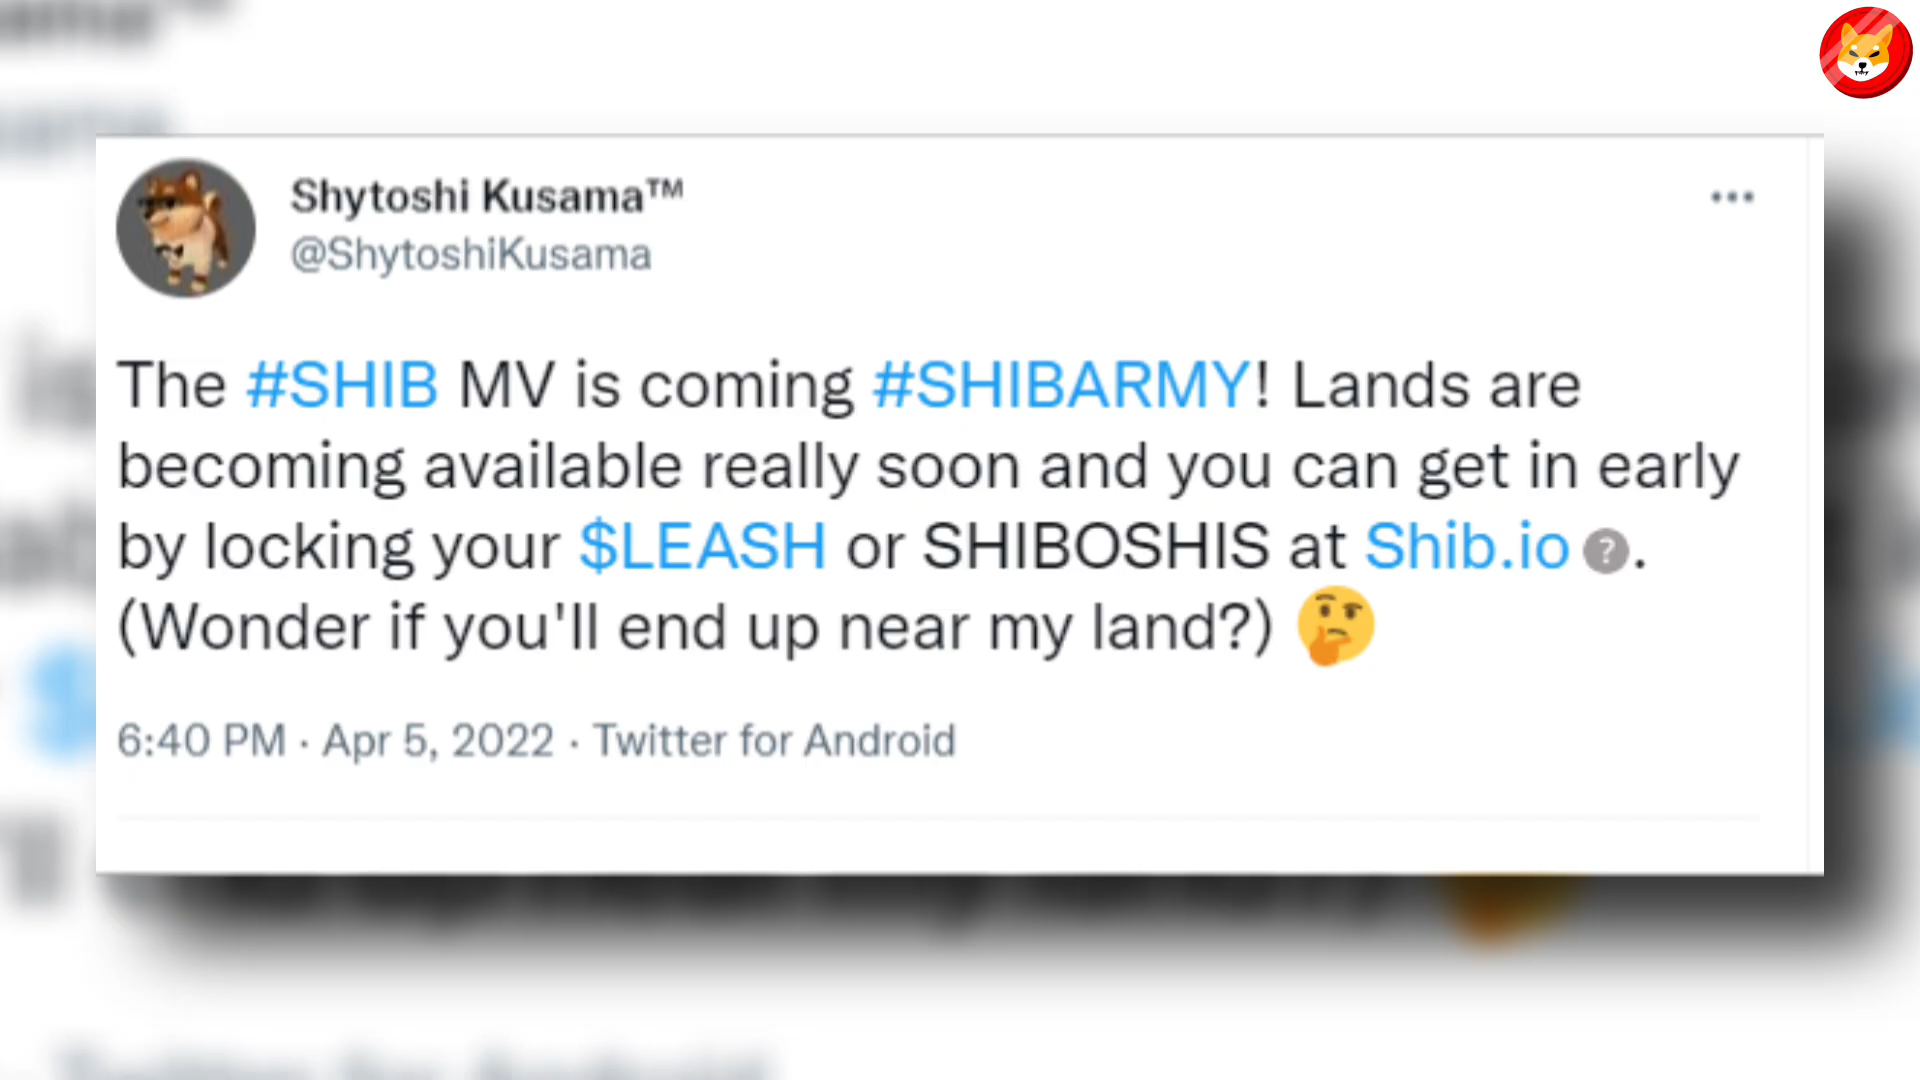 Shytoshi Kusama™
@ShytoshiKusama
The #SHIB MV is coming #SHIBARMY! Lands are
becoming available really soon and you can get in early
by locking your $LEASH or SHIBOSHIS at Shib.io ?.
(Wonder if you'll end up near my land?) 🤔
6:40 PM · Apr 5, 2022 · Twitter for Android